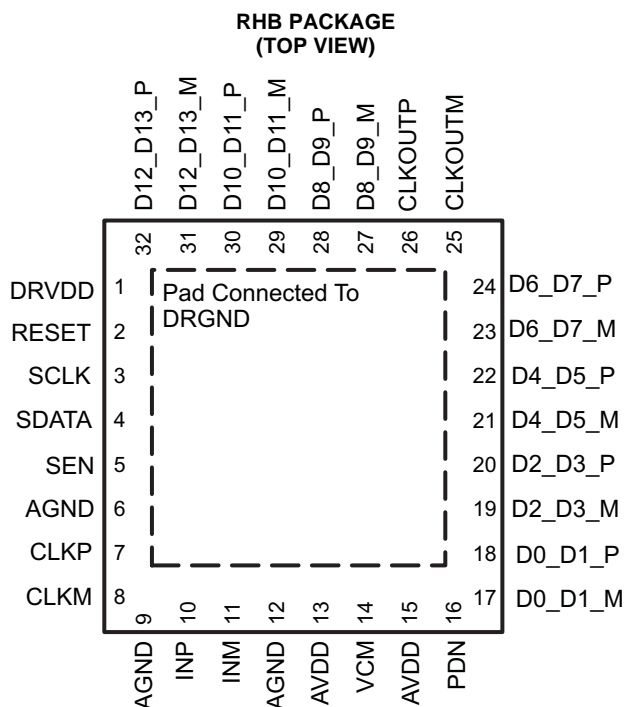 RHB PACKAGE
(TOP VIEW)
D12_D13_P
D12_D13_M
D10_D11_P
D10_D11_M
D8_D9_P
D8_D9_M
CLKOUTP
CLKOUTM
32
31
30
29
28
27
26
25
DRVDD 1
RESET 2
SCLK 3
SDATA 4
SEN 5
AGND 6
CLKP 7
CLKM 8
Pad Connected To
DRGND
24 D6_D7_P
23 D6_D7_M
22 D4_D5_P
21 D4_D5_M
20 D2_D3_P
19 D2_D3_M
18 D0_D1_P
17 D0_D1_M
9
10
11
12
13
14
15
16
AGND
INP
INM
AGND
AVDD
VCM
AVDD
PDN